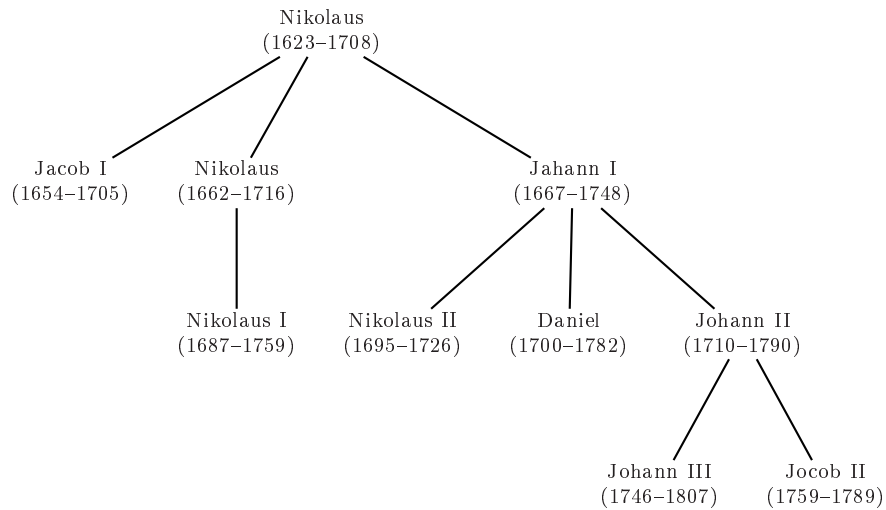 Nikolaus
(1623–1708)
Jacob I
(1654–1705)
Nikolaus
(1662–1716)
Jahann I
(1667–1748)
Nikolaus I
(1687–1759)
Nikolaus II
(1695–1726)
Daniel
(1700–1782)
Johann II
(1710–1790)
Johann III
(1746–1807)
Jocob II
(1759–1789)